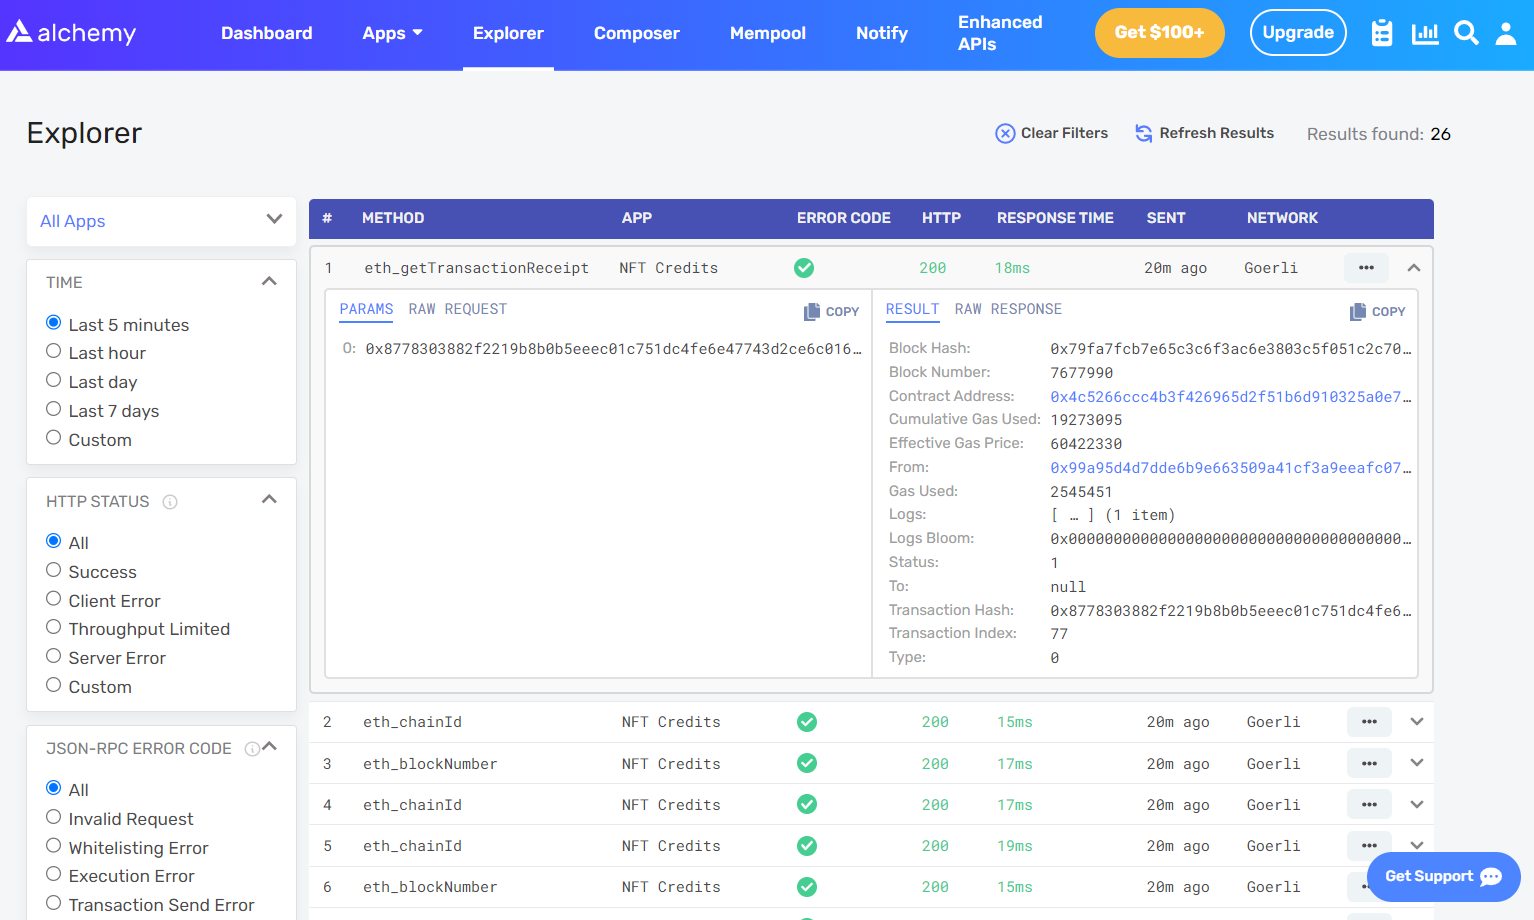 alchemy
Dashboard
Apps
Explorer
Composer
Mempool
Notify
Enhanced
APIs
Get $100+
Upgrade
Explorer
Clear Filters
Refresh Results
Results found: 26
All Apps
TIME
Last 5 minutes
Last hour
Last day
Last 7 days
Custom
HTTP STATUS
All
Success
Client Error
Throughput Limited
Server Error
Custom
JSON-RPC ERROR CODE
All
Invalid Request
Whitelisting Error
Execution Error
Transaction Send Error
# METHOD APP ERROR CODE HTTP RESPONSE TIME SENT NETWORK
1 eth_getTransactionReceipt NFT Credits 200 18ms 20m ago Goerli
PARAMS RAW REQUEST COPY
0: 0x8778303882f2219b8b0b5eeec01c751dc4fe6e47743d2ce6c016…
RESULT RAW RESPONSE COPY
Block Hash: 0x79fa7fcb7e65c3c6f3ac6e3803c5f051c2c70…
Block Number: 7677990
Contract Address: 0x4c5266ccc4b3f426965d2f51b6d910325a0e7…
Cumulative Gas Used: 19273095
Effective Gas Price: 60422330
From: 0x99a95d4d7dde6b9e663509a41cf3a9eeafc07…
Gas Used: 2545451
Logs: [ … ] (1 item)
Logs Bloom: 0x0000000000000000000000000000000000000…
Status: 1
To: null
Transaction Hash: 0x8778303882f2219b8b0b5eeec01c751dc4fe6…
Transaction Index: 77
Type: 0
2 eth_chainId NFT Credits 200 15ms 20m ago Goerli
3 eth_blockNumber NFT Credits 200 17ms 20m ago Goerli
4 eth_chainId NFT Credits 200 17ms 20m ago Goerli
5 eth_chainId NFT Credits 200 19ms 20m ago Goerli
6 eth_blockNumber NFT Credits 200 15ms 20m ago Goerli
Get Support